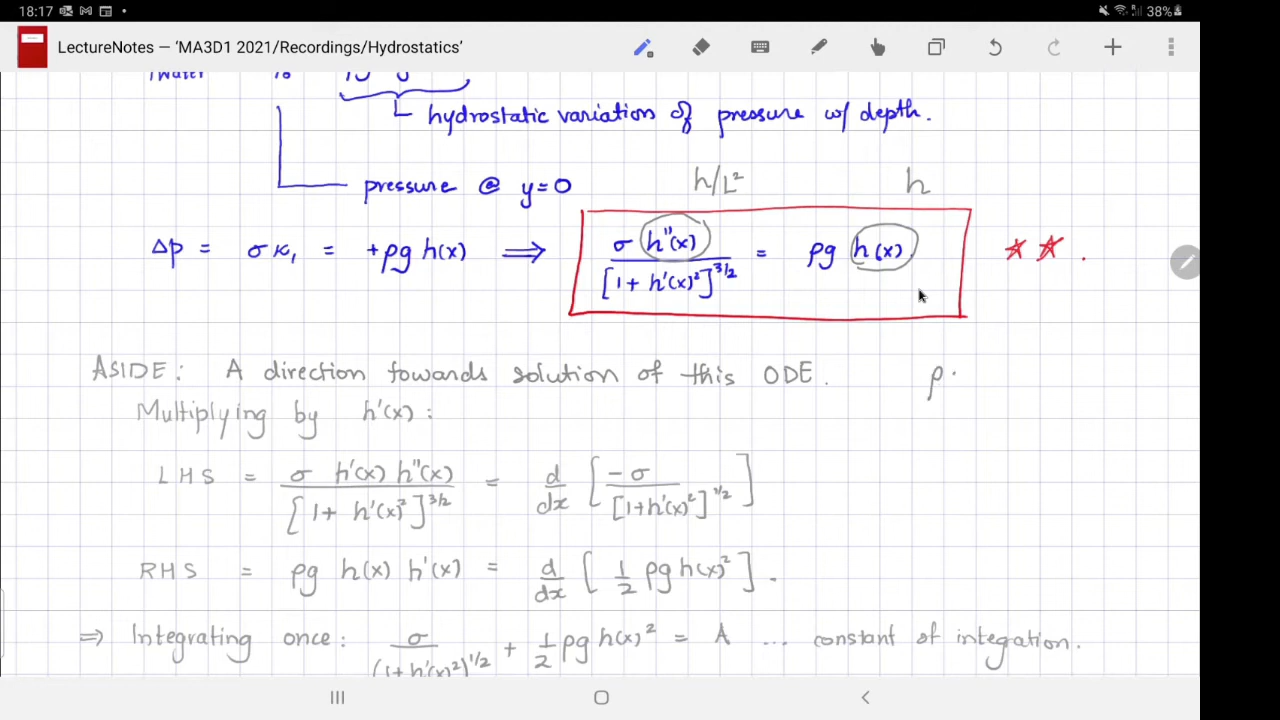 18:17 38%
LectureNotes — 'MA3D1 2021/Recordings/Hydrostatics'
hydrostatic variation of pressure w/ depth.
pressure @ y=0
h/L² h
Δp = σ κ₁ = +ρg h(x) ⟹ σ h''(x) / [1 + h'(x)²]^3/2 = ρg h(x) ★ ★ .
ASIDE: A direction towards solution of this ODE. ρ.
Multiplying by h'(x) :
LHS = σ h'(x) h''(x) / [1 + h'(x)²]^3/2 = d/dx [ -σ / [1+h'(x)²]^1/2 ]
RHS = ρg h(x) h'(x) = d/dx [ 1/2 ρg h(x)² ] .
⇒ Integrating once: σ / (1+h'(x)²)^1/2 + 1/2 ρg h(x)² = A ... constant of integration.